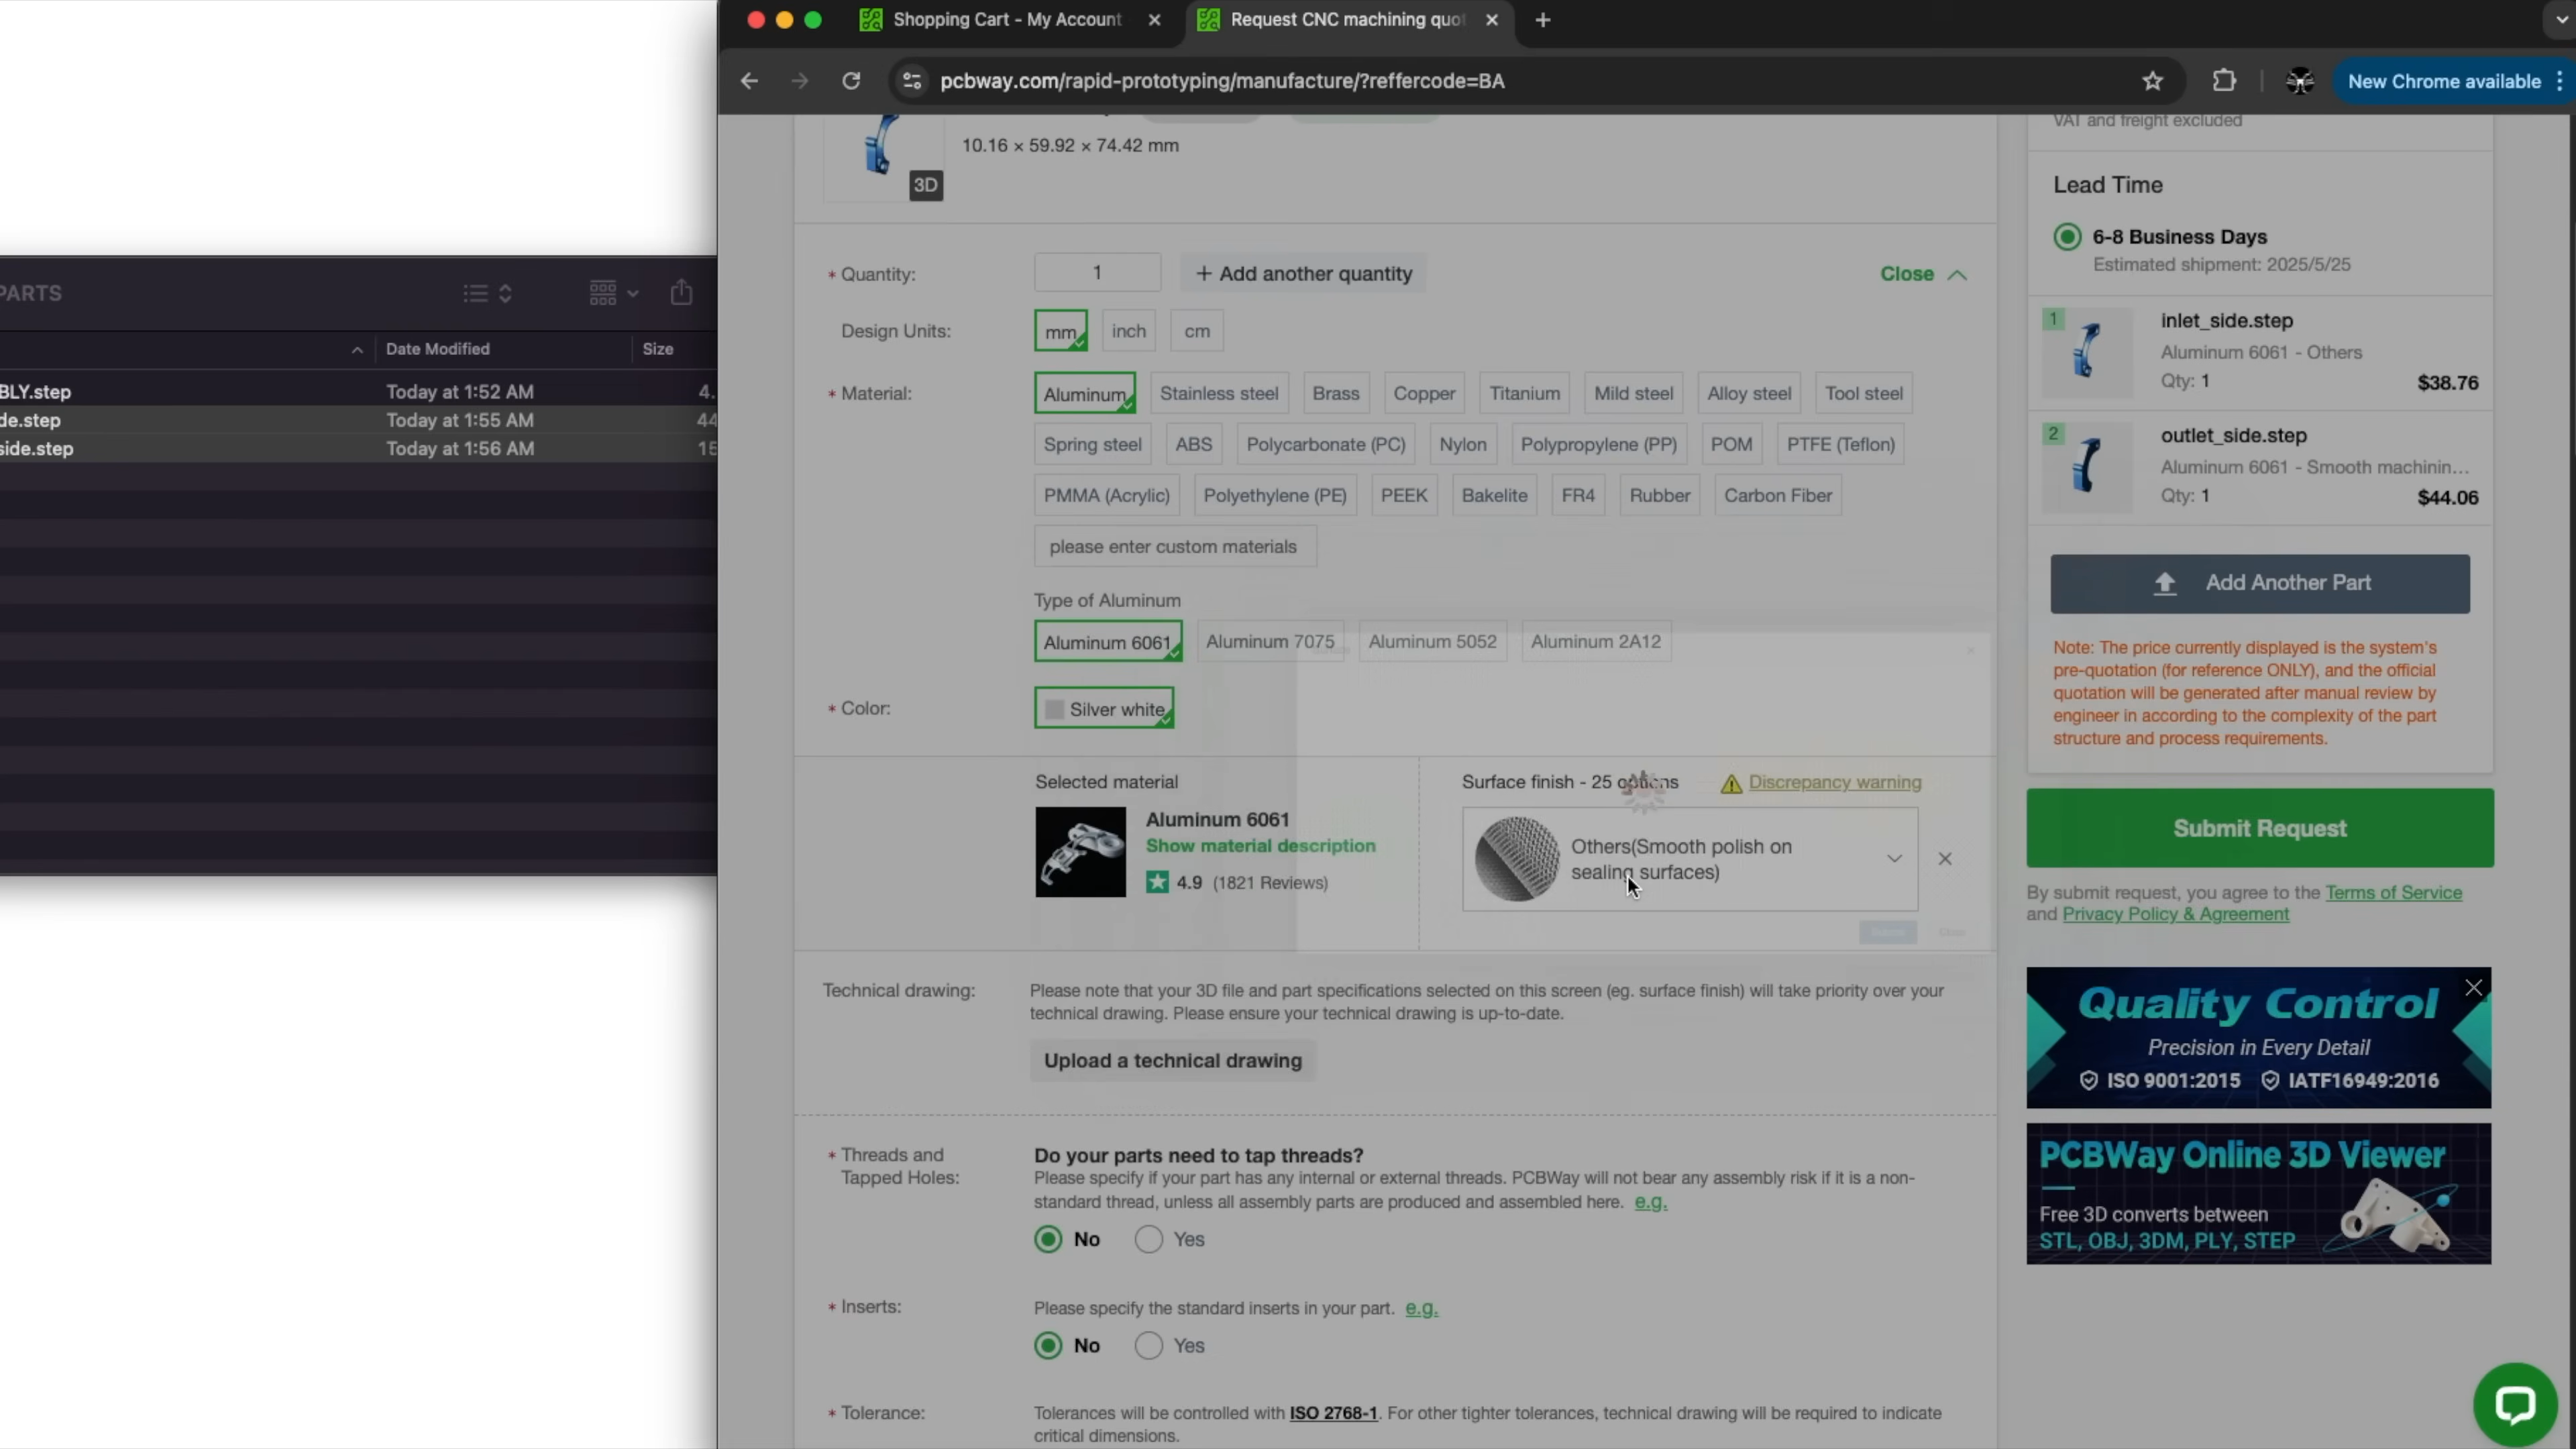 Shopping Cart - My Account
Request CNC machining quot
pcbway.com/rapid-prototyping/manufacture/?reffercode=BA
New Chrome available
PARTS
Date Modified
Size
BLY.step
Today at 1:52 AM
4.
de.step
Today at 1:55 AM
44
side.step
Today at 1:56 AM
15
3D
10.16 × 59.92 × 74.42 mm
* Quantity:
1
+ Add another quantity
Close
Design Units:
mm
inch
cm
* Material:
Aluminum
Stainless steel
Brass
Copper
Titanium
Mild steel
Alloy steel
Tool steel
Spring steel
ABS
Polycarbonate (PC)
Nylon
Polypropylene (PP)
POM
PTFE (Teflon)
PMMA (Acrylic)
Polyethylene (PE)
PEEK
Bakelite
FR4
Rubber
Carbon Fiber
please enter custom materials
Type of Aluminum
Aluminum 6061
Aluminum 7075
Aluminum 5052
Aluminum 2A12
* Color:
Silver white
Selected material
Aluminum 6061
Show material description
4.9 (1821 Reviews)
Surface finish - 25 options
Discrepancy warning
Others(Smooth polish on
sealing surfaces)
Technical drawing:
Please note that your 3D file and part specifications selected on this screen (eg. surface finish) will take priority over your
technical drawing. Please ensure your technical drawing is up-to-date.
Upload a technical drawing
* Threads and
Tapped Holes:
Do your parts need to tap threads?
Please specify if your part has any internal or external threads. PCBWay will not bear any assembly risk if it is a non-
standard thread, unless all assembly parts are produced and assembled here. e.g.
No
Yes
* Inserts:
Please specify the standard inserts in your part. e.g.
No
Yes
* Tolerance:
Tolerances will be controlled with ISO 2768-1. For other tighter tolerances, technical drawing will be required to indicate
critical dimensions.
VAT and freight excluded
Lead Time
6-8 Business Days
Estimated shipment: 2025/5/25
1
inlet_side.step
Aluminum 6061 - Others
Qty: 1
$38.76
2
outlet_side.step
Aluminum 6061 - Smooth machinin...
Qty: 1
$44.06
Add Another Part
Note: The price currently displayed is the system's
pre-quotation (for reference ONLY), and the official
quotation will be generated after manual review by
engineer in according to the complexity of the part
structure and process requirements.
Submit Request
By submit request, you agree to the Terms of Service
and Privacy Policy & Agreement
Quality Control
Precision in Every Detail
ISO 9001:2015
IATF16949:2016
PCBWay Online 3D Viewer
Free 3D converts between
STL, OBJ, 3DM, PLY, STEP